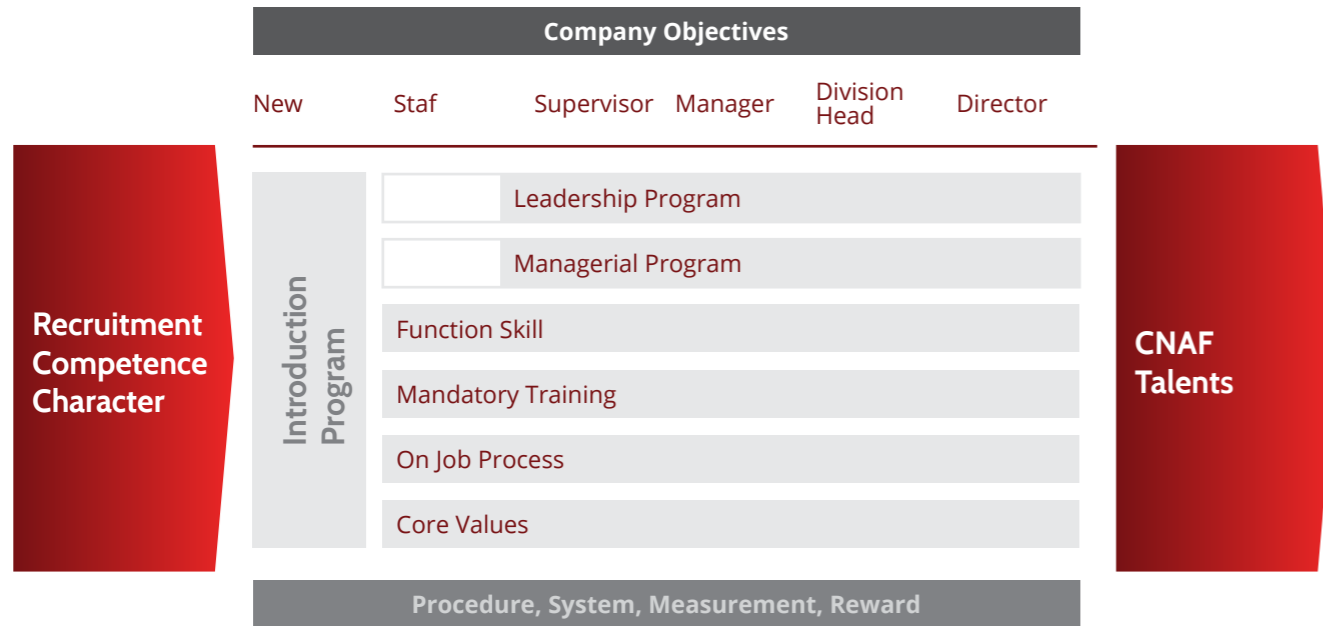 Company Objectives
New Staf Supervisor Manager Division
Head Director
Recruitment
Competence
Character
Introduction
Program
Leadership Program
Managerial Program
Function Skill
Mandatory Training
On Job Process
Core Values
CNAF
Talents
Procedure, System, Measurement, Reward